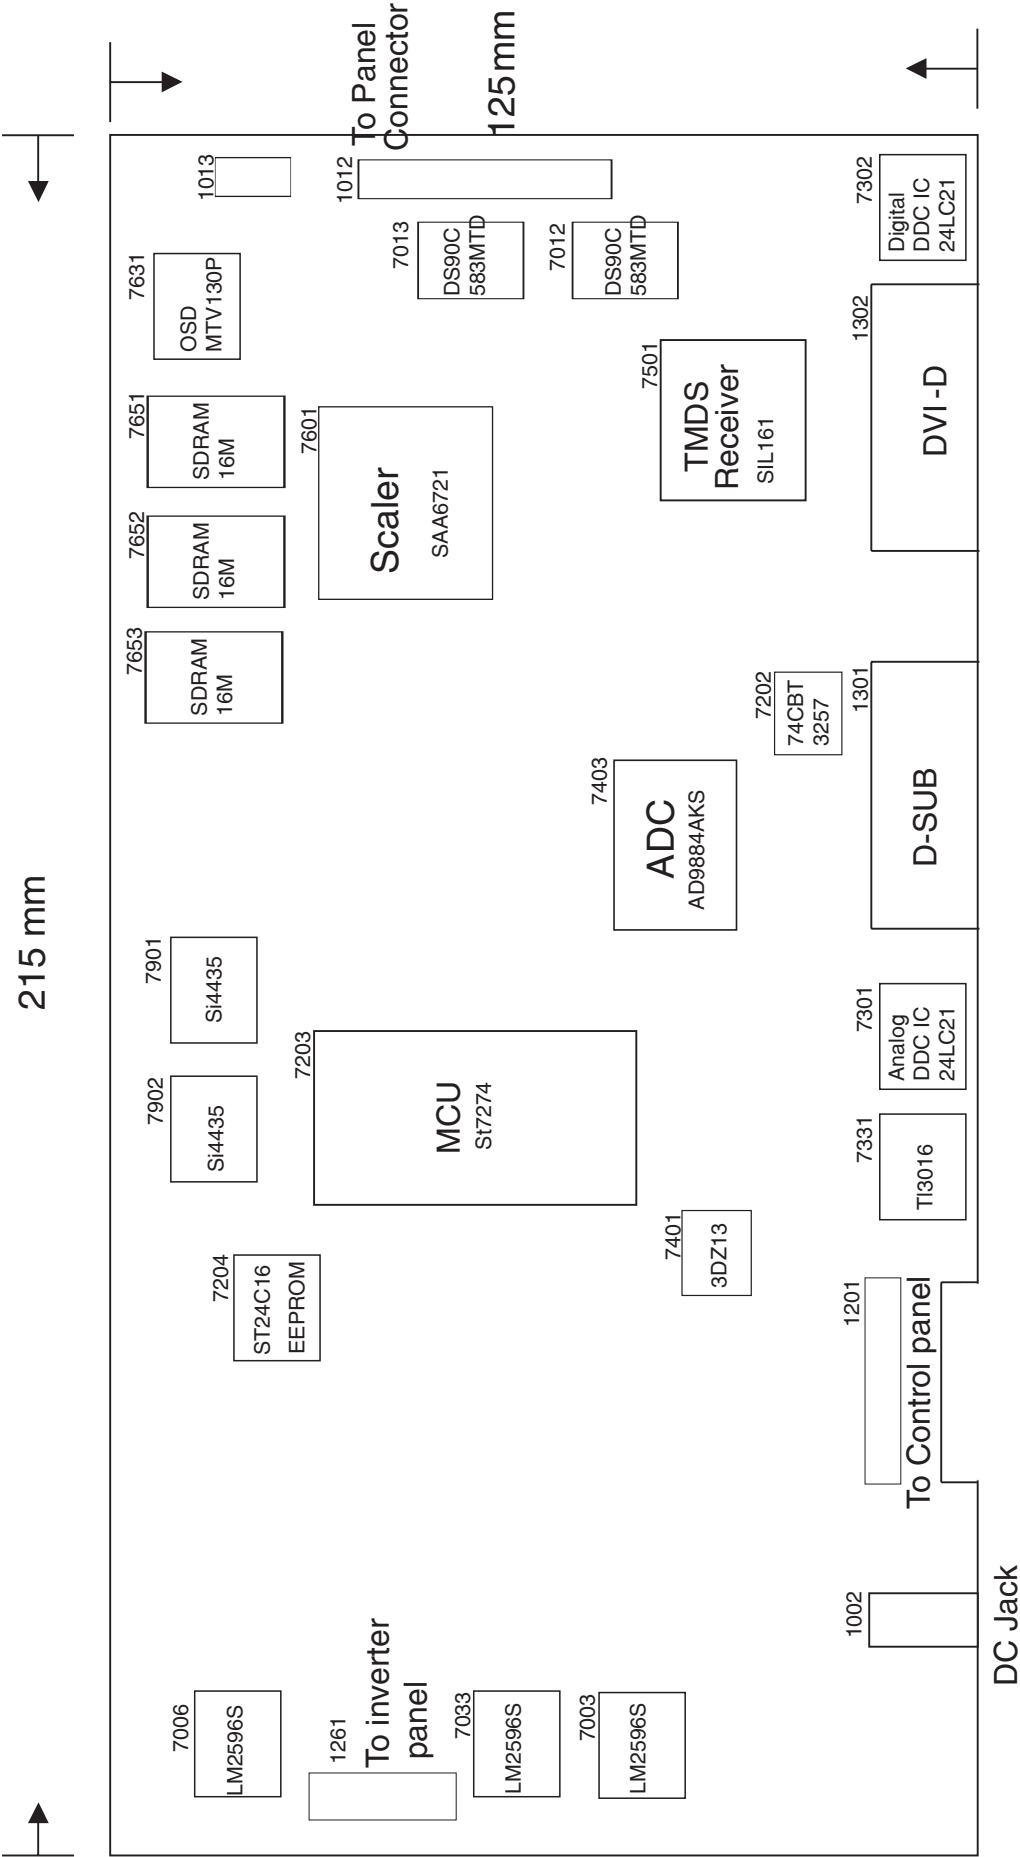 215 mm
125mm
7006
LM2596S
1261
To inverter
panel
7033
LM2596S
7003
LM2596S
1002
DC Jack
7204
ST24C16
EEPROM
7902
Si4435
7901
Si4435
7203
MCU
St7274
7401
3DZ13
1201
To Control panel
7331
TI3016
7301
Analog
DDC IC
24LC21
7403
ADC
AD9884AKS
7202
74CBT
3257
1301
D-SUB
7653
SDRAM
16M
7652
SDRAM
16M
7651
SDRAM
16M
7601
Scaler
SAA6721
7631
OSD
MTV130P
7501
TMDS
Receiver
SIL161
1302
DVI -D
1013
1012
To Panel
Connector
7013
DS90C
583MTD
7012
DS90C
583MTD
7302
Digital
DDC IC
24LC21